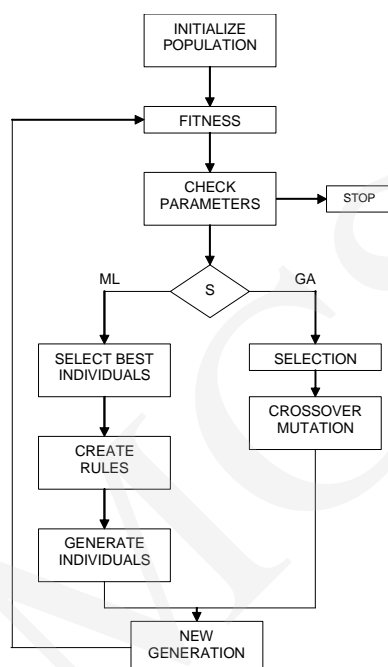 INITIALIZE
POPULATION
FITNESS
CHECK
PARAMETERS
STOP
ML
S
GA
SELECT BEST
INDIVIDUALS
SELECTION
CROSSOVER
MUTATION
CREATE
RULES
GENERATE
INDIVIDUALS
NEW
GENERATION